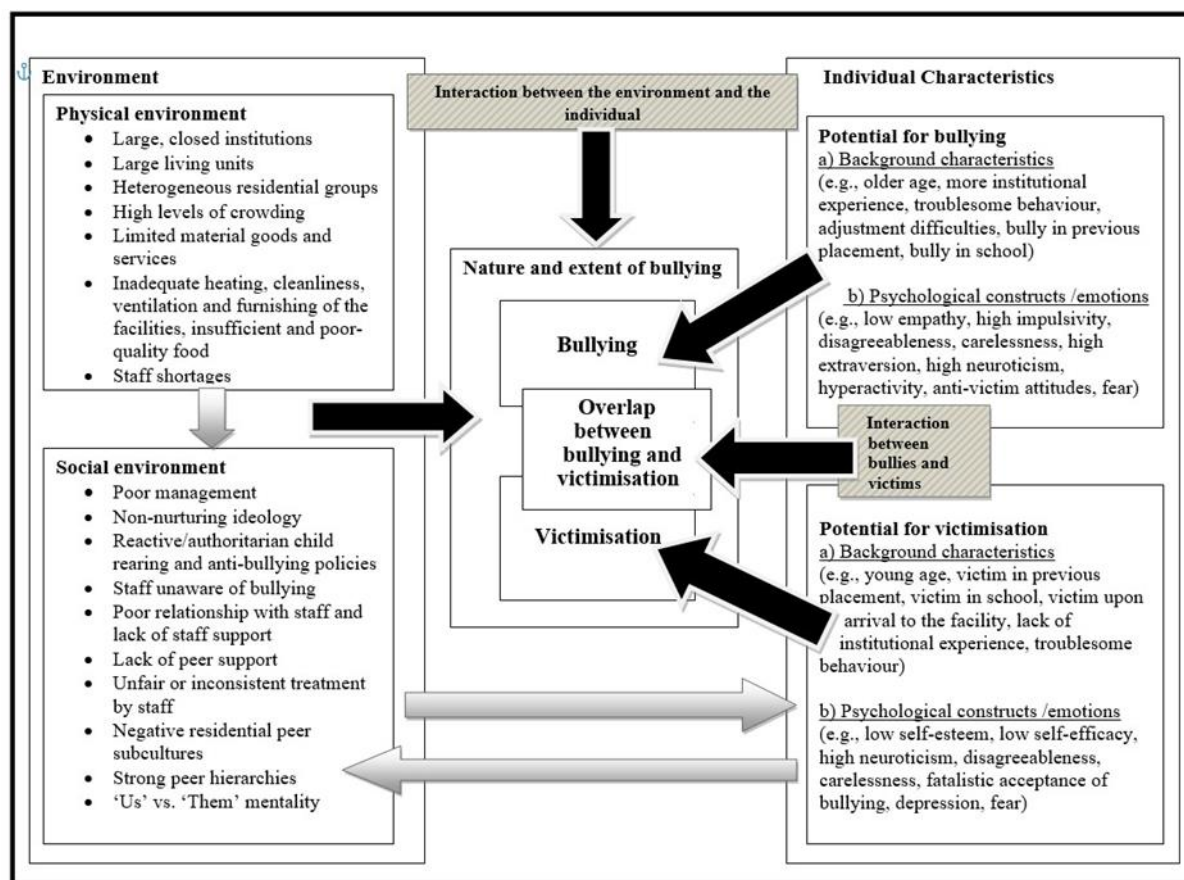 Environment
Physical environment
• Large, closed institutions
• Large living units
• Heterogeneous residential groups
• High levels of crowding
• Limited material goods and
services
• Inadequate heating, cleanliness,
ventilation and furnishing of the
facilities, insufficient and poor-
quality food
• Staff shortages
Social environment
• Poor management
• Non-nurturing ideology
• Reactive/authoritarian child
rearing and anti-bullying policies
• Staff unaware of bullying
• Poor relationship with staff and
lack of staff support
• Lack of peer support
• Unfair or inconsistent treatment
by staff
• Negative residential peer
subcultures
• Strong peer hierarchies
• ‘Us’ vs. ‘Them’ mentality
Interaction between the environment and the
individual
Nature and extent of bullying
Bullying
Overlap
between
bullying and
victimisation
Victimisation
Individual Characteristics
Potential for bullying
a) Background characteristics
(e.g., older age, more institutional
experience, troublesome behaviour,
adjustment difficulties, bully in previous
placement, bully in school)
b) Psychological constructs /emotions
(e.g., low empathy, high impulsivity,
disagreeableness, carelessness, high
extraversion, high neuroticism,
hyperactivity, anti-victim attitudes, fear)
Interaction
between
bullies and
victims
Potential for victimisation
a) Background characteristics
(e.g., young age, victim in previous
placement, victim in school, victim upon
arrival to the facility, lack of
institutional experience, troublesome
behaviour)
b) Psychological constructs /emotions
(e.g., low self-esteem, low self-efficacy,
high neuroticism, disagreeableness,
carelessness, fatalistic acceptance of
bullying, depression, fear)